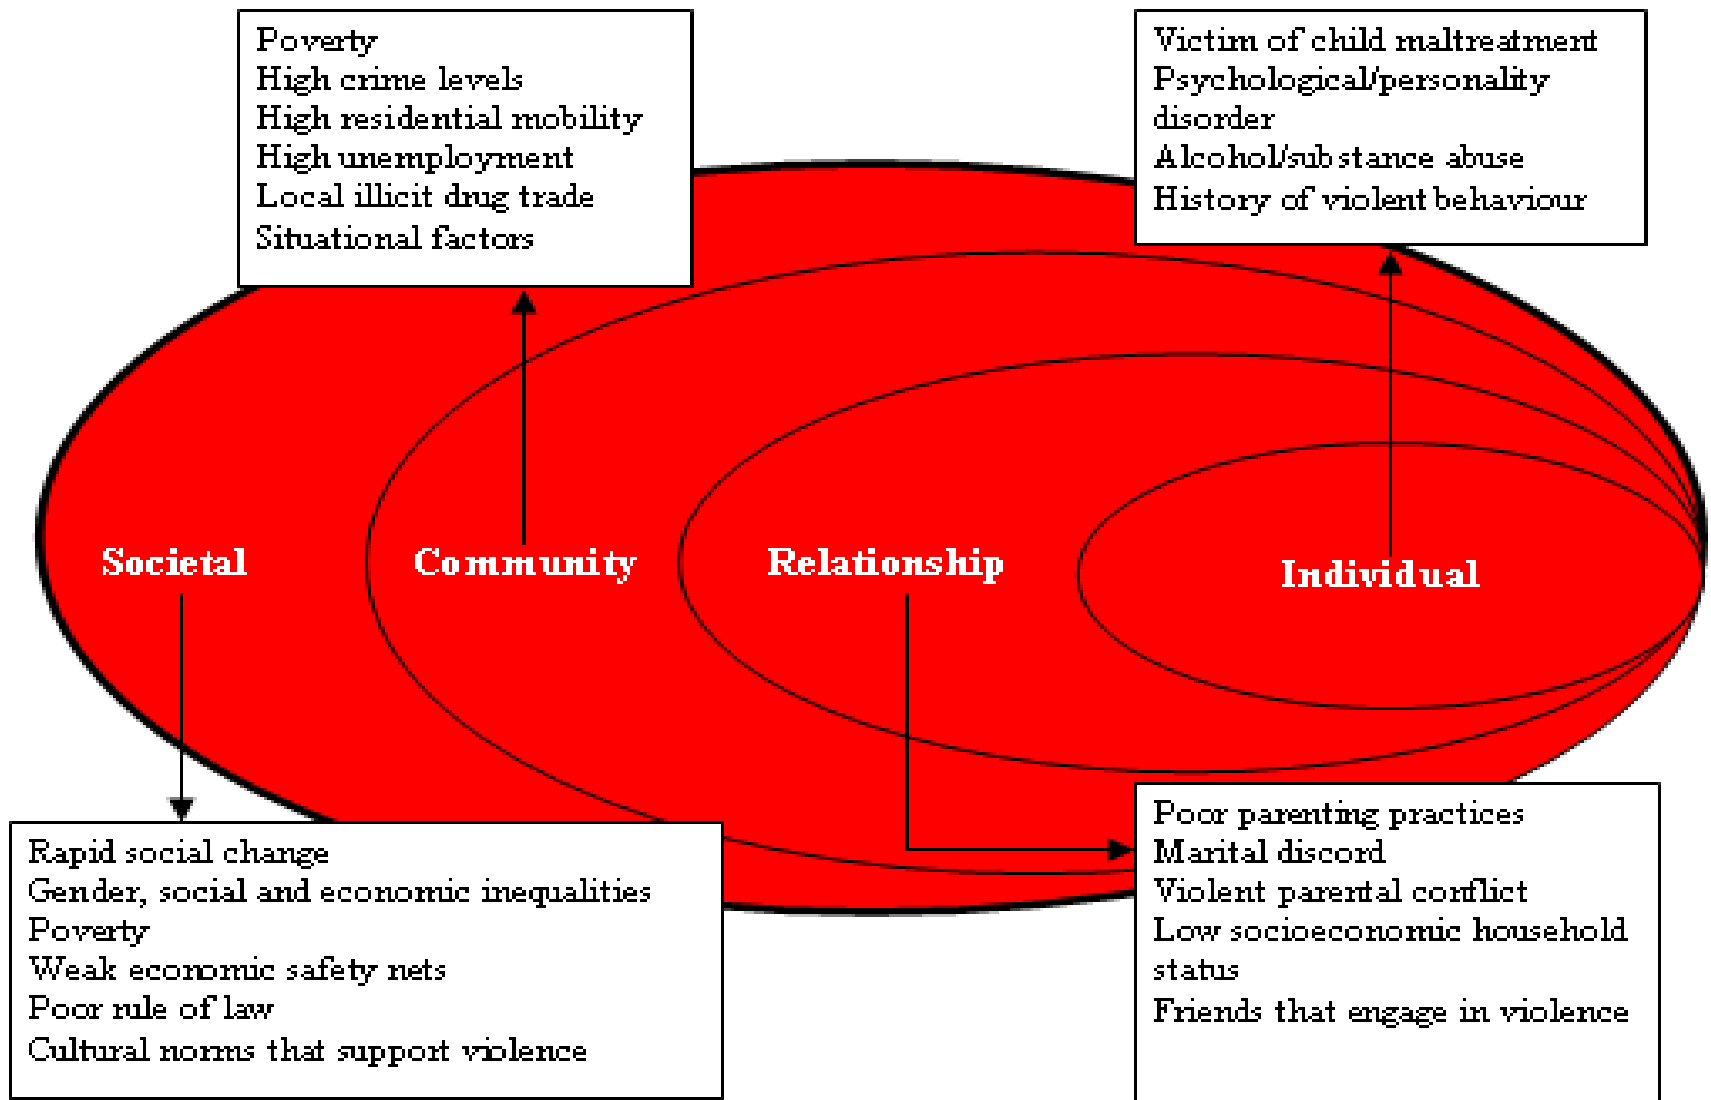 Poverty
High crime levels
High residential mobility
High unemployment
Local illicit drug trade
Situational factors
Victim of child maltreatment
Psychological/personality
disorder
Alcohol/substance abuse
History of violent behaviour
Societal
Community
Relationship
Individual
Rapid social change
Gender, social and economic inequalities
Poverty
Weak economic safety nets
Poor rule of law
Cultural norms that support violence
Poor parenting practices
Marital discord
Violent parental conflict
Low socioeconomic household
status
Friends that engage in violence